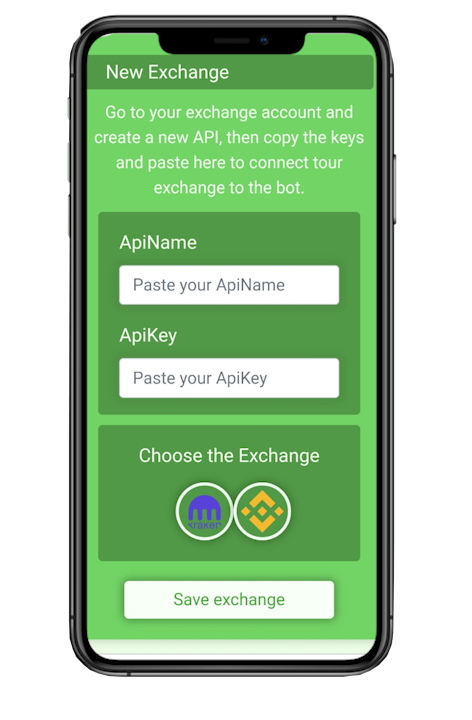 New Exchange
Go to your exchange account and
create a new API, then copy the keys
and paste here to connect tour
exchange to the bot.
ApiName
Paste your ApiName
ApiKey
Paste your ApiKey
Choose the Exchange
kraken
Save exchange